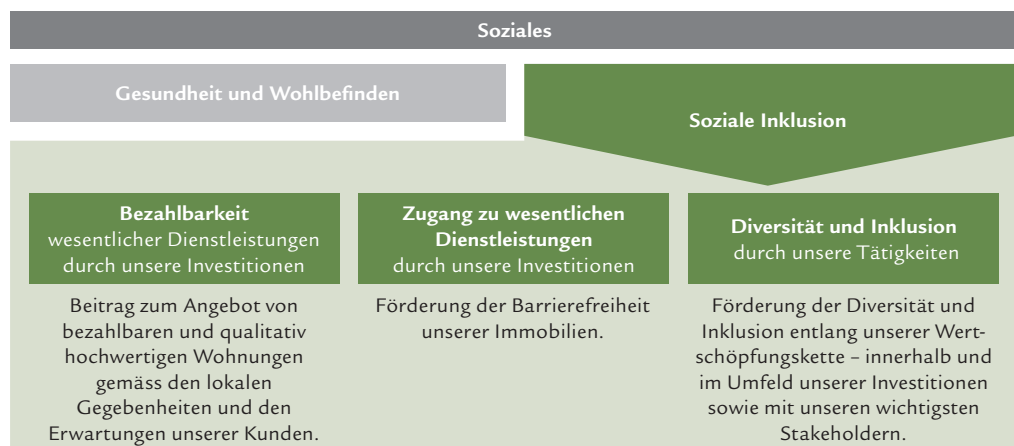 Soziales
Gesundheit und Wohlbefinden
Soziale Inklusion
Bezahlbarkeit
wesentlicher Dienstleistungen
durch unsere Investitionen
Beitrag zum Angebot von
bezahlbaren und qualitativ
hochwertigen Wohnungen
gemäss den lokalen
Gegebenheiten und den
Erwartungen unserer Kunden.
Zugang zu wesentlichen
Dienstleistungen
durch unsere Investitionen
Förderung der Barrierefreiheit
unserer Immobilien.
Diversität und Inklusion
durch unsere Tätigkeiten
Förderung der Diversität und
Inklusion entlang unserer Wert-
schöpfungskette – innerhalb und
im Umfeld unserer Investitionen
sowie mit unseren wichtigsten
Stakeholdern.